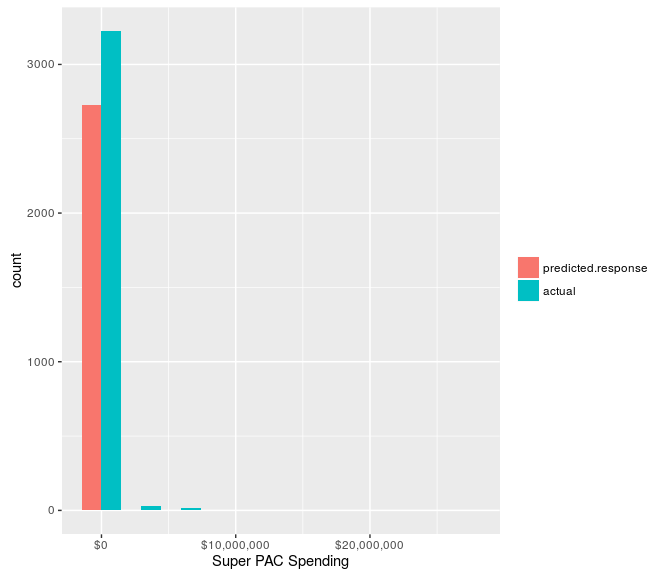 3000
2000
1000
0
count
$0
$10,000,000
$20,000,000
Super PAC Spending
predicted.response
actual